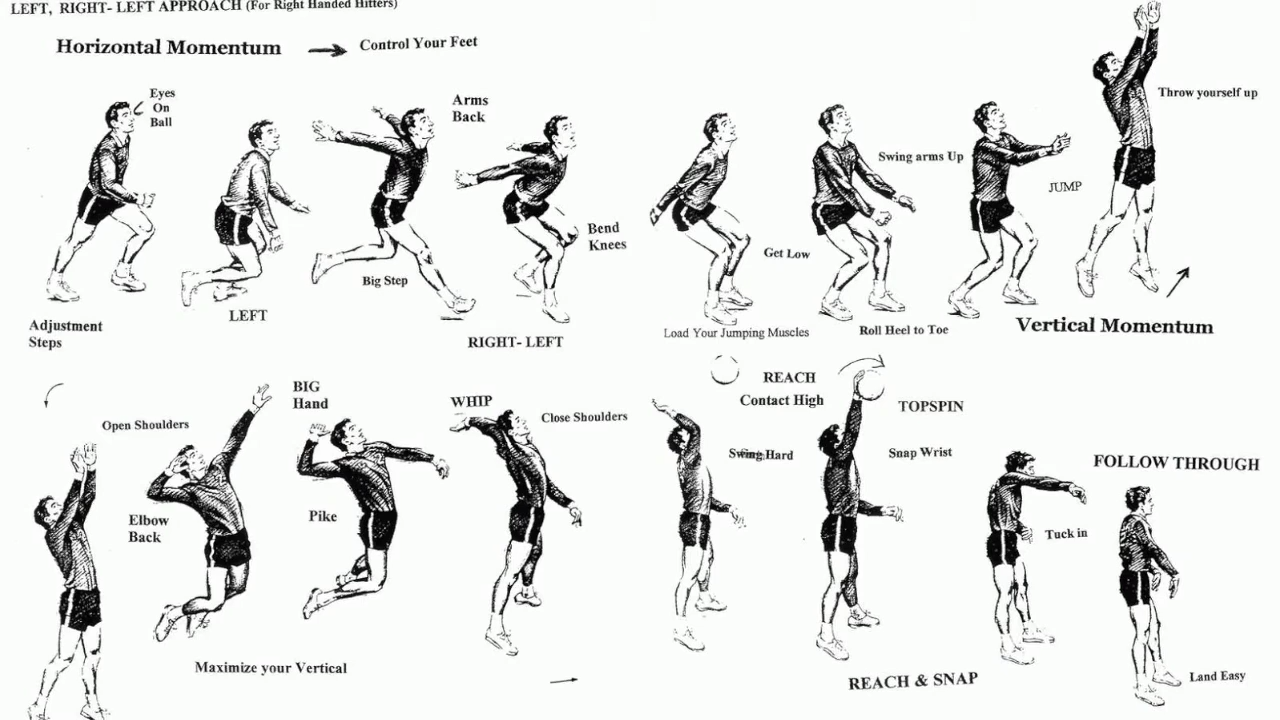 LEFT, RIGHT- LEFT APPROACH (For Right Handed Hitters)
Horizontal Momentum
Control Your Feet
Eyes
On
Ball
Arms
Back
Swing arms Up
Throw yourself up
JUMP
Bend
Knees
Get Low
Big Step
LEFT
Adjustment
Steps
RIGHT- LEFT
Load Your Jumping Muscles
Roll Heel to Toe
Vertical Momentum
Open Shoulders
BIG
Hand
WHIP
Close Shoulders
REACH
Contact High
TOPSPIN
Swing Hard
Snap Wrist
FOLLOW THROUGH
Elbow
Back
Pike
Tuck in
Maximize your Vertical
REACH & SNAP
Land Easy